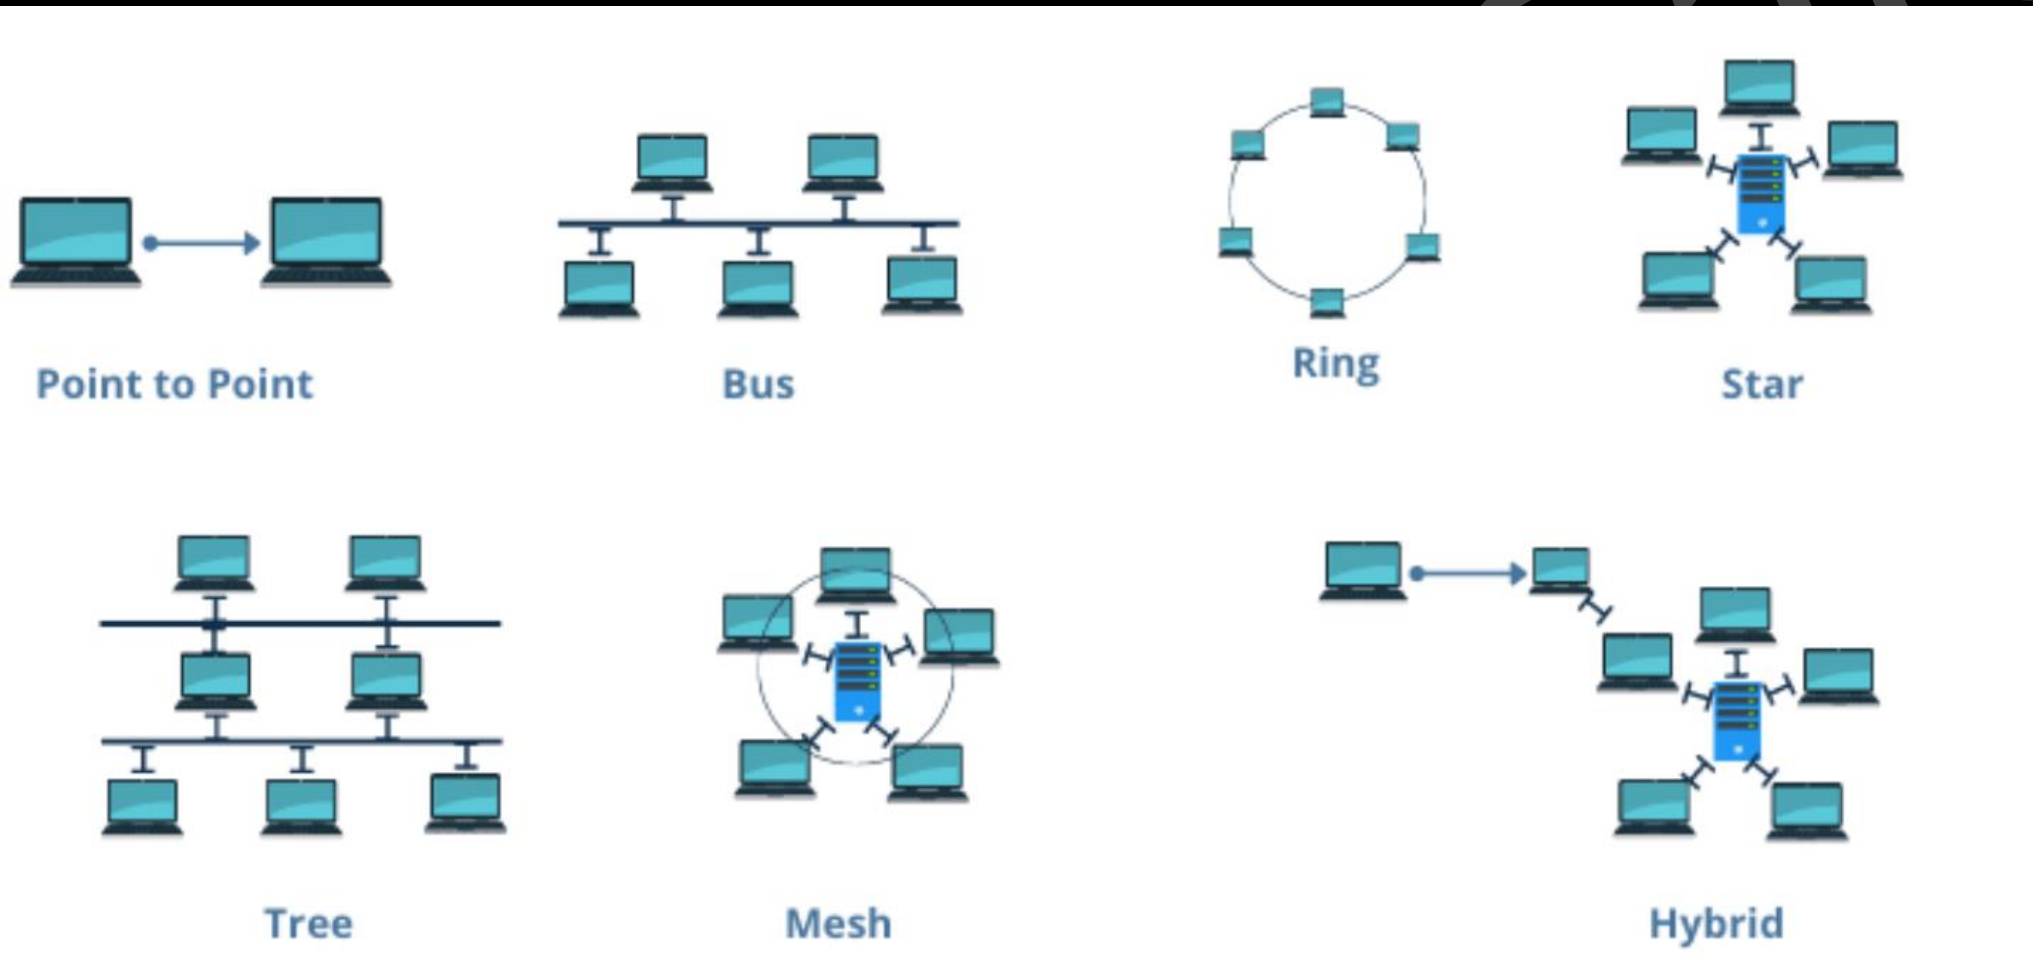 Point to Point
Bus
Ring
Star
Tree
Mesh
Hybrid